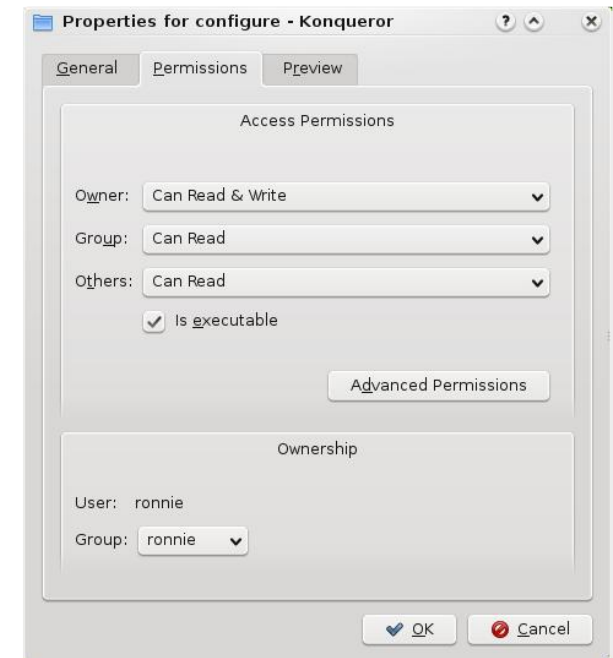 Properties for configure - Konqueror
General Permissions Preview
Access Permissions
Owner: Can Read & Write
Group: Can Read
Others: Can Read
Is executable
Advanced Permissions
Ownership
User: ronnie
Group: ronnie
OK Cancel